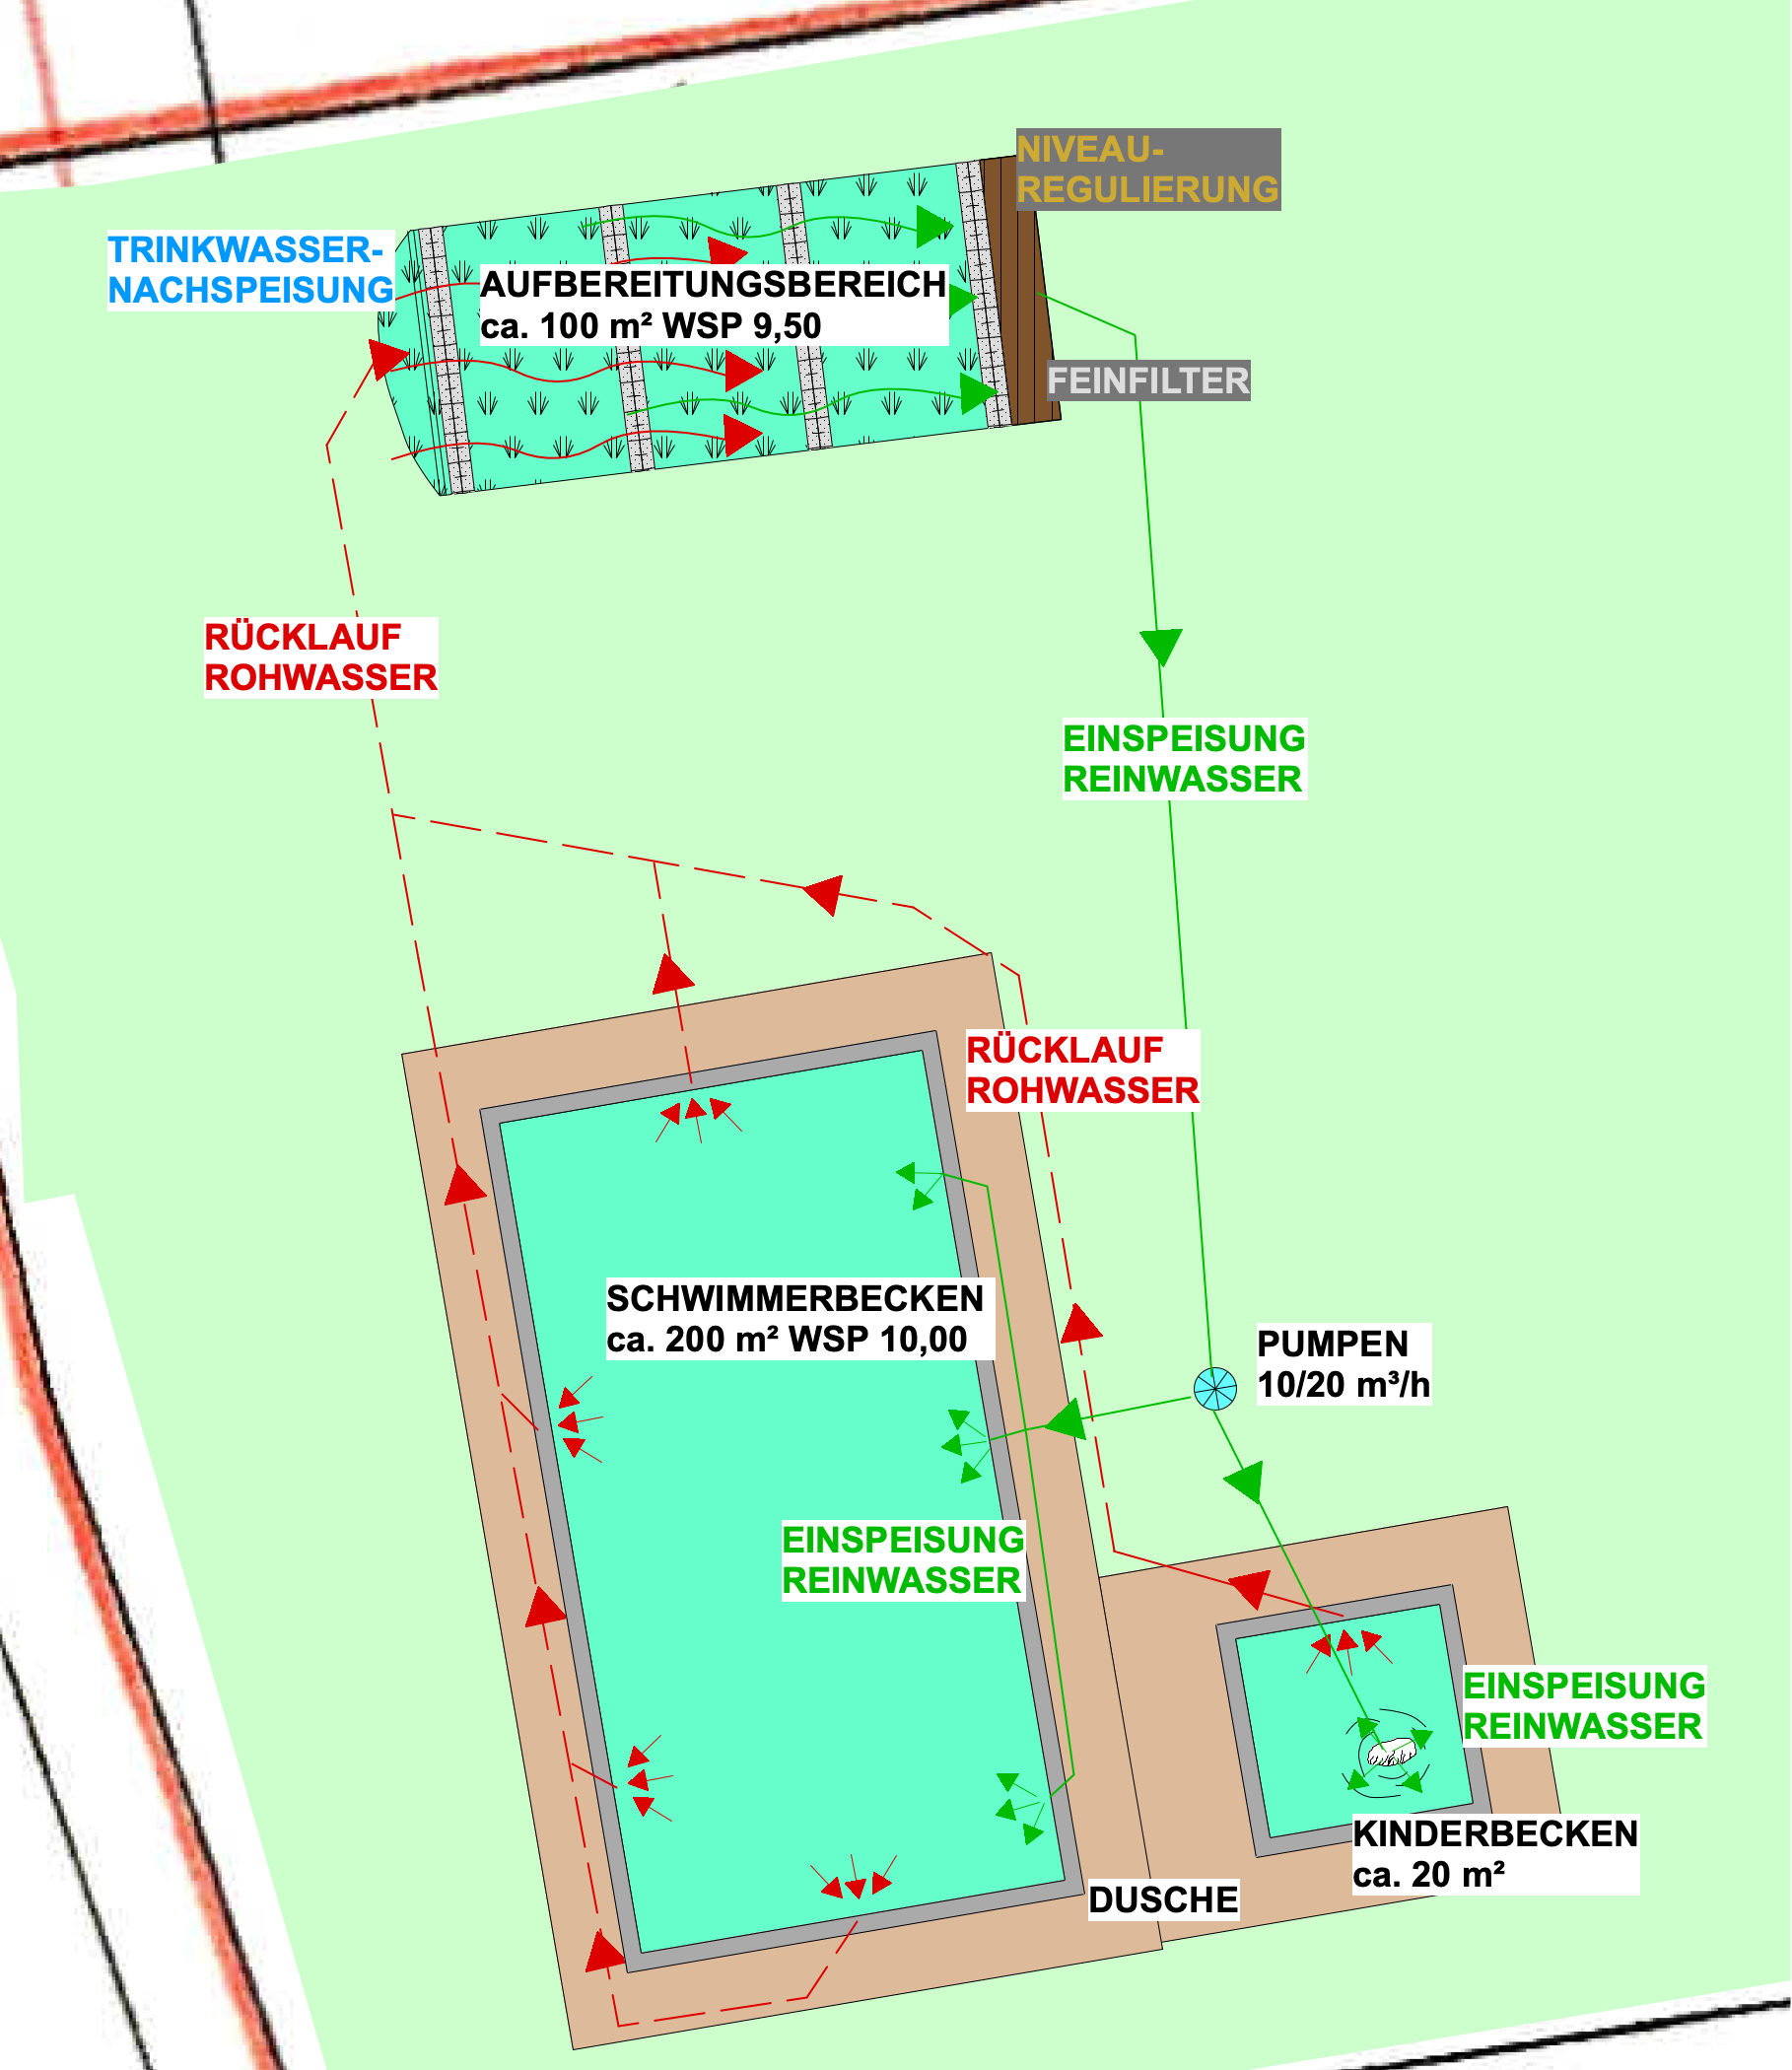 NIVEAU-
REGULIERUNG
TRINKWASSER-
NACHSPEISUNG
AUFBEREITUNGSBEREICH
ca. 100 m² WSP 9,50
FEINFILTER
RÜCKLAUF
ROHWASSER
EINSPEISUNG
REINWASSER
RÜCKLAUF
ROHWASSER
SCHWIMMERBECKEN
ca. 200 m² WSP 10,00
PUMPEN
10/20 m³/h
EINSPEISUNG
REINWASSER
EINSPEISUNG
REINWASSER
KINDERBECKEN
ca. 20 m²
DUSCHE